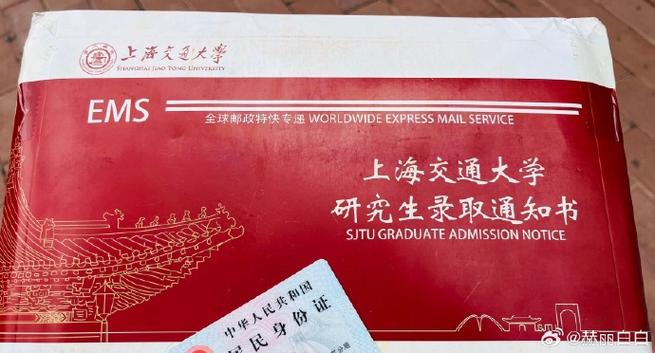 上海交通大学
SHANGHAI JIAO TONG UNIVERSITY
EMS
全球邮政特快专递 WORLDWIDE EXPRESS MAIL SERVICE
上海交通大学
研究生录取通知书
SJTU GRADUATE ADMISSION NOTICE
中华人民共和国
居民身份证
@赫丽白白